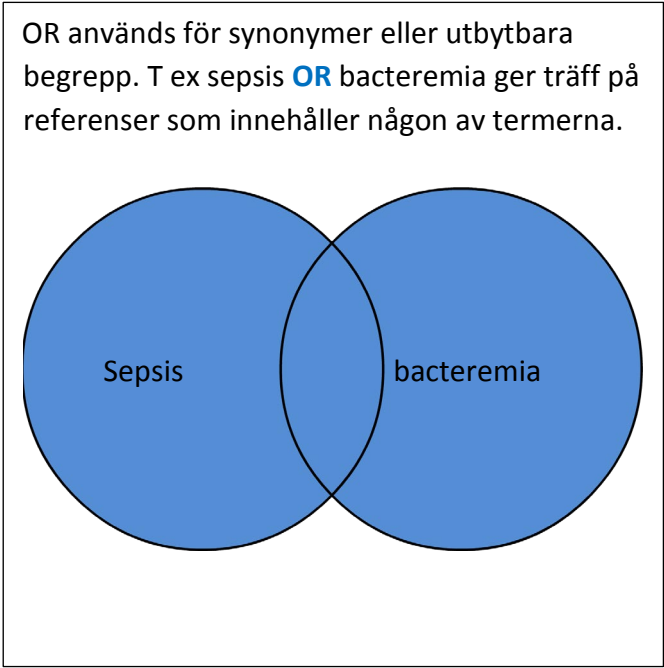 OR används för synonymer eller utbytbara
begrepp. T ex sepsis OR bacteremia ger träff på
referenser som innehåller någon av termerna.
Sepsis
bacteremia